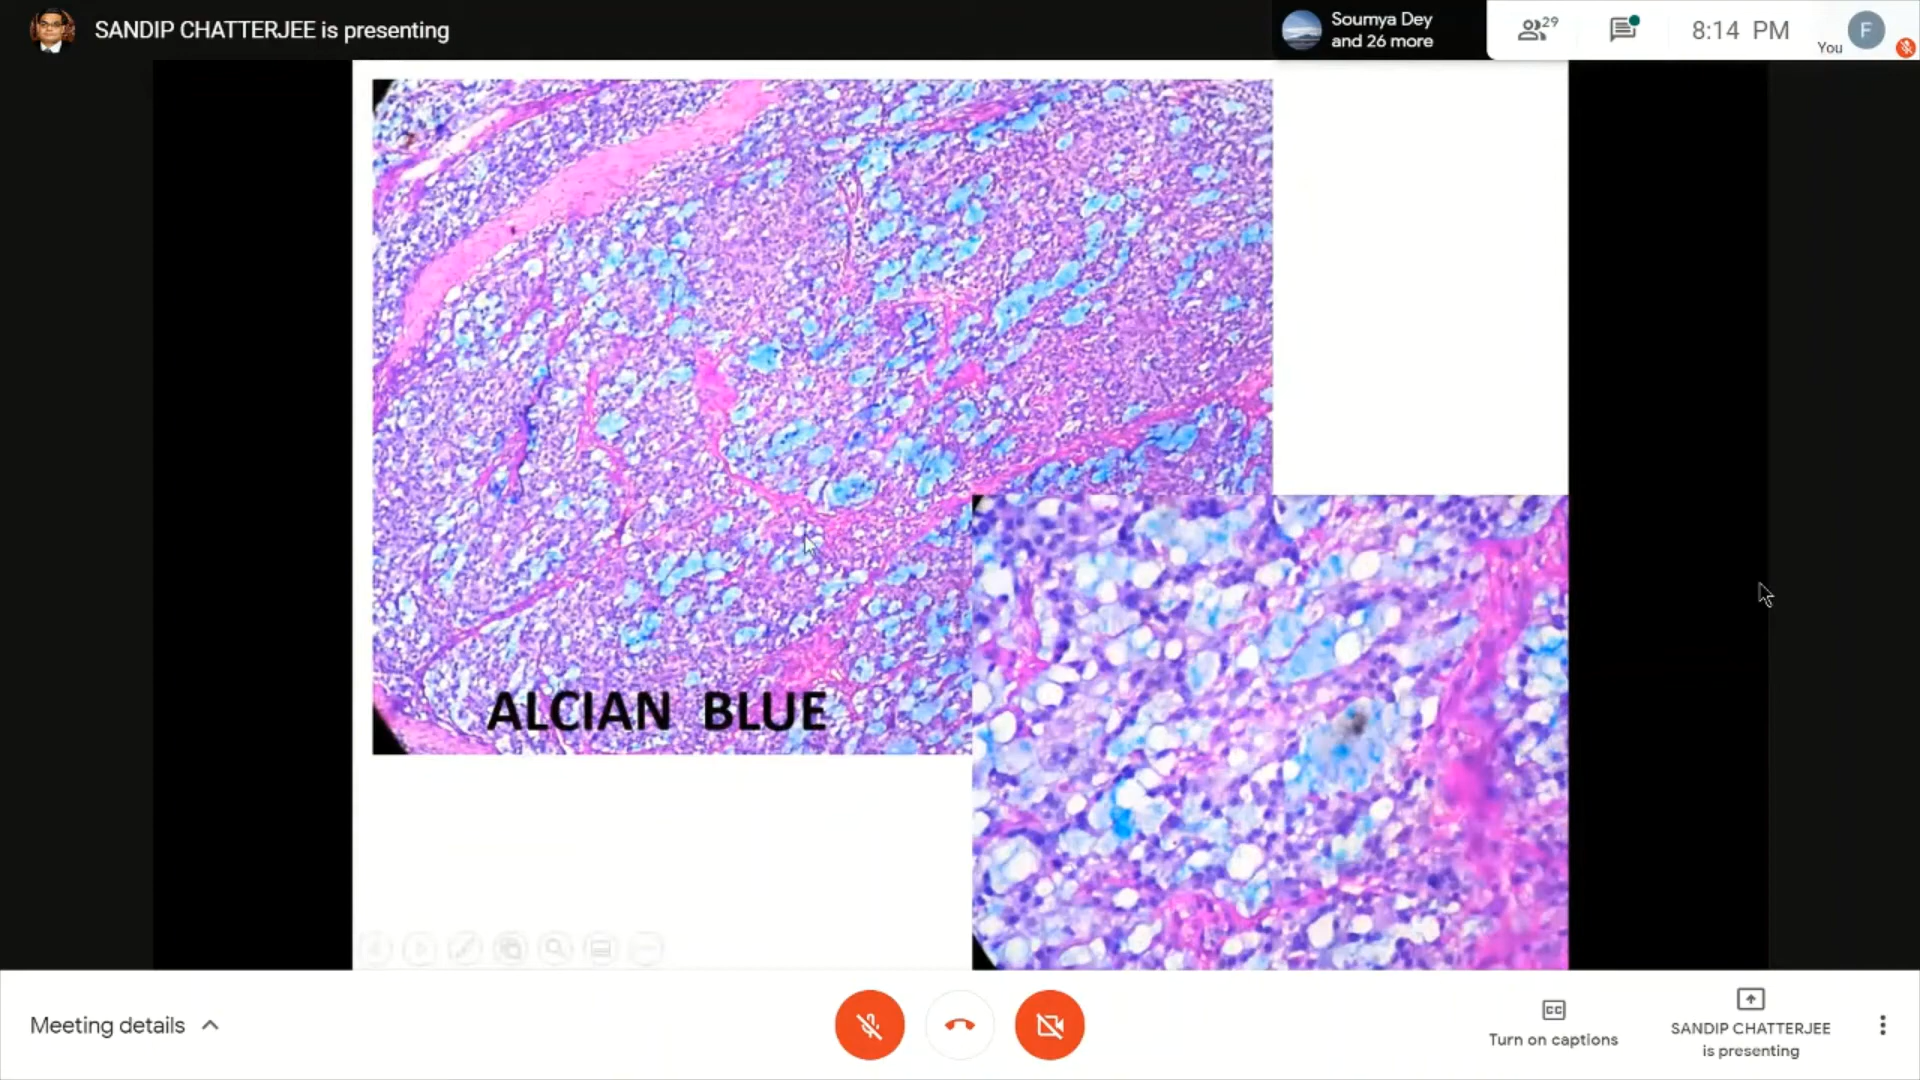 SANDIP CHATTERJEE is presenting
Soumya Dey
and 26 more
29
8:14 PM
You
F
ALCIAN BLUE
Meeting details
CC
Turn on captions
SANDIP CHATTERJEE
is presenting